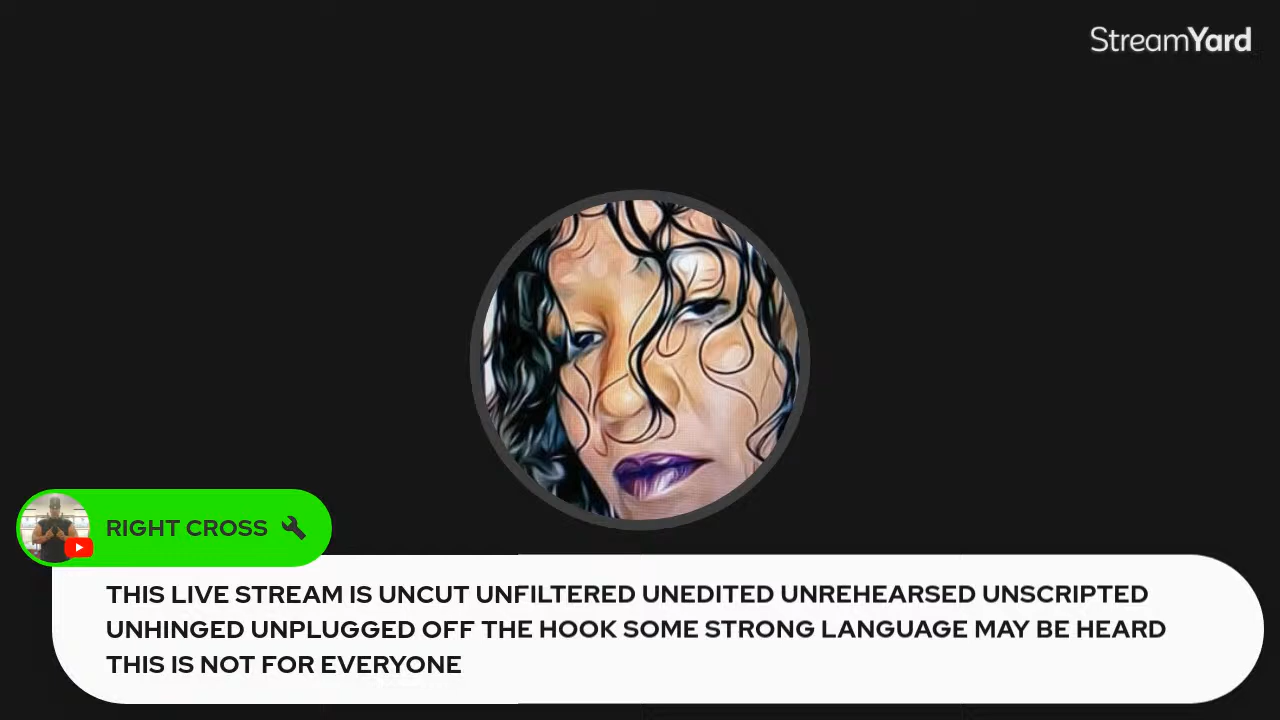 StreamYard
RIGHT CROSS
THIS LIVE STREAM IS UNCUT UNFILTERED UNEDITED UNREHEARSED UNSCRIPTED
UNHINGED UNPLUGGED OFF THE HOOK SOME STRONG LANGUAGE MAY BE HEARD
THIS IS NOT FOR EVERYONE